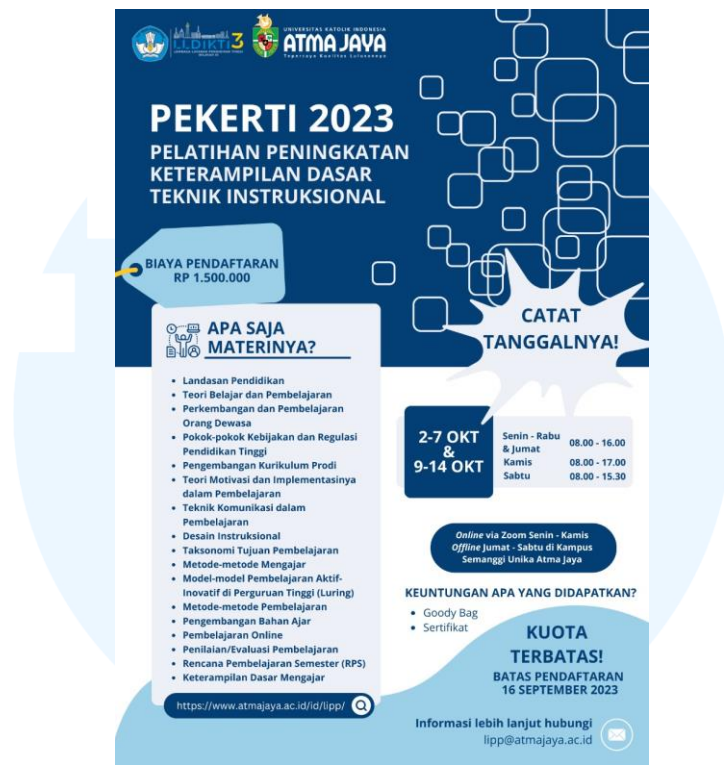 LLDIKTI 3
UNIVERSITAS KATOLIK INDONESIA
ATMA JAYA
Tepercaya Kualitas Lulusannya
PEKERTI 2023
PELATIHAN PENINGKATAN
KETERAMPILAN DASAR
TEKNIK INSTRUKSIONAL
BIAYA PENDAFTARAN
RP 1.500.000
APA SAJA
MATERINYA?
• Landasan Pendidikan
• Teori Belajar dan Pembelajaran
• Perkembangan dan Pembelajaran
Orang Dewasa
• Pokok-pokok Kebijakan dan Regulasi
Pendidikan Tinggi
• Pengembangan Kurikulum Prodi
• Teori Motivasi dan Implementasinya
dalam Pembelajaran
• Teknik Komunikasi dalam
Pembelajaran
• Desain Instruksional
• Taksonomi Tujuan Pembelajaran
• Metode-metode Mengajar
• Model-model Pembelajaran Aktif-
Inovatif di Perguruan Tinggi (Luring)
• Metode-metode Pembelajaran
• Pengembangan Bahan Ajar
• Pembelajaran Online
• Penilaian/Evaluasi Pembelajaran
• Rencana Pembelajaran Semester (RPS)
• Keterampilan Dasar Mengajar
https://www.atmajaya.ac.id/id/lipp/
CATAT
TANGGALNYA!
2-7 OKT
&
9-14 OKT
Senin - Rabu
& Jumat 08.00 - 16.00
Kamis 08.00 - 17.00
Sabtu 08.00 - 15.30
Online via Zoom Senin - Kamis
Offline Jumat - Sabtu di Kampus
Semanggi Unika Atma Jaya
KEUNTUNGAN APA YANG DIDAPATKAN?
• Goody Bag
• Sertifikat
KUOTA
TERBATAS!
BATAS PENDAFTARAN
16 SEPTEMBER 2023
Informasi lebih lanjut hubungi
lipp@atmajaya.ac.id